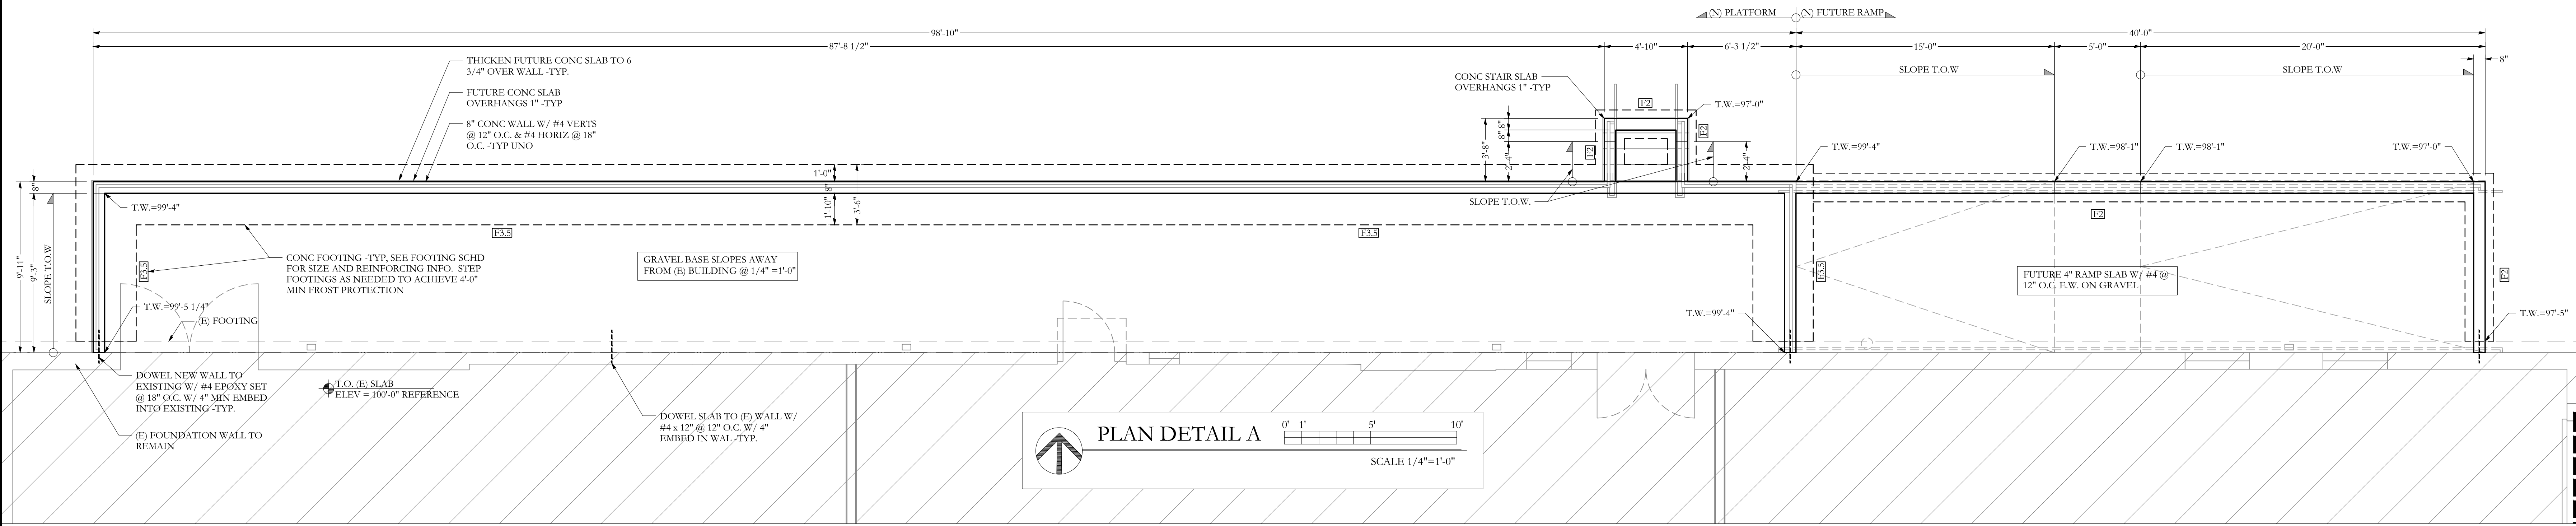 (N) PLATFORM
(N) FUTURE RAMP
98'-10"
40'-0"
87'-8 1/2"
4'-10"
6'-3 1/2"
15'-0"
5'-0"
20'-0"
8"
SLOPE T.O.W
SLOPE T.O.W
THICKEN FUTURE CONC SLAB TO 6
3/4" OVER WALL -TYP.
FUTURE CONC SLAB
OVERHANGS 1" -TYP
8" CONC WALL W/ #4 VERTS
@ 12" O.C. & #4 HORIZ @ 18"
O.C. -TYP UNO
CONC STAIR SLAB
OVERHANGS 1" -TYP
F2
T.W.=97'-0"
F2
F2
3'-8"
8"
8"
2'-4"
2'-4"
T.W.=99'-4"
T.W.=98'-1"
T.W.=98'-1"
T.W.=97'-0"
1'-0"
8"
1'-10"
3'-6"
SLOPE T.O.W.
8"
9'-11"
9'-3"
SLOPE T.O.W
T.W.=99'-4"
F3.5
F3.5
F2
F3.5
CONC FOOTING -TYP, SEE FOOTING SCHD
FOR SIZE AND REINFORCING INFO. STEP
FOOTINGS AS NEEDED TO ACHIEVE 4'-0"
MIN FROST PROTECTION
GRAVEL BASE SLOPES AWAY
FROM (E) BUILDING @ 1/4" =1'-0"
F3.5
FUTURE 4" RAMP SLAB W/ #4 @
12" O.C. E.W. ON GRAVEL
F2
T.W.=99'-5 1/4"
(E) FOOTING
T.W.=99'-4"
T.W.=97'-5"
DOWEL NEW WALL TO
EXISTING W/ #4 EPOXY SET
@ 18" O.C. W/ 4" MIN EMBED
INTO EXISTING -TYP.
T.O. (E) SLAB
ELEV = 100'-0" REFERENCE
(E) FOUNDATION WALL TO
REMAIN
DOWEL SLAB TO (E) WALL W/
#4 x 12" @ 12" O.C. W/ 4"
EMBED IN WAL -TYP.
PLAN DETAIL A
0' 1' 5' 10'
SCALE 1/4"=1'-0"